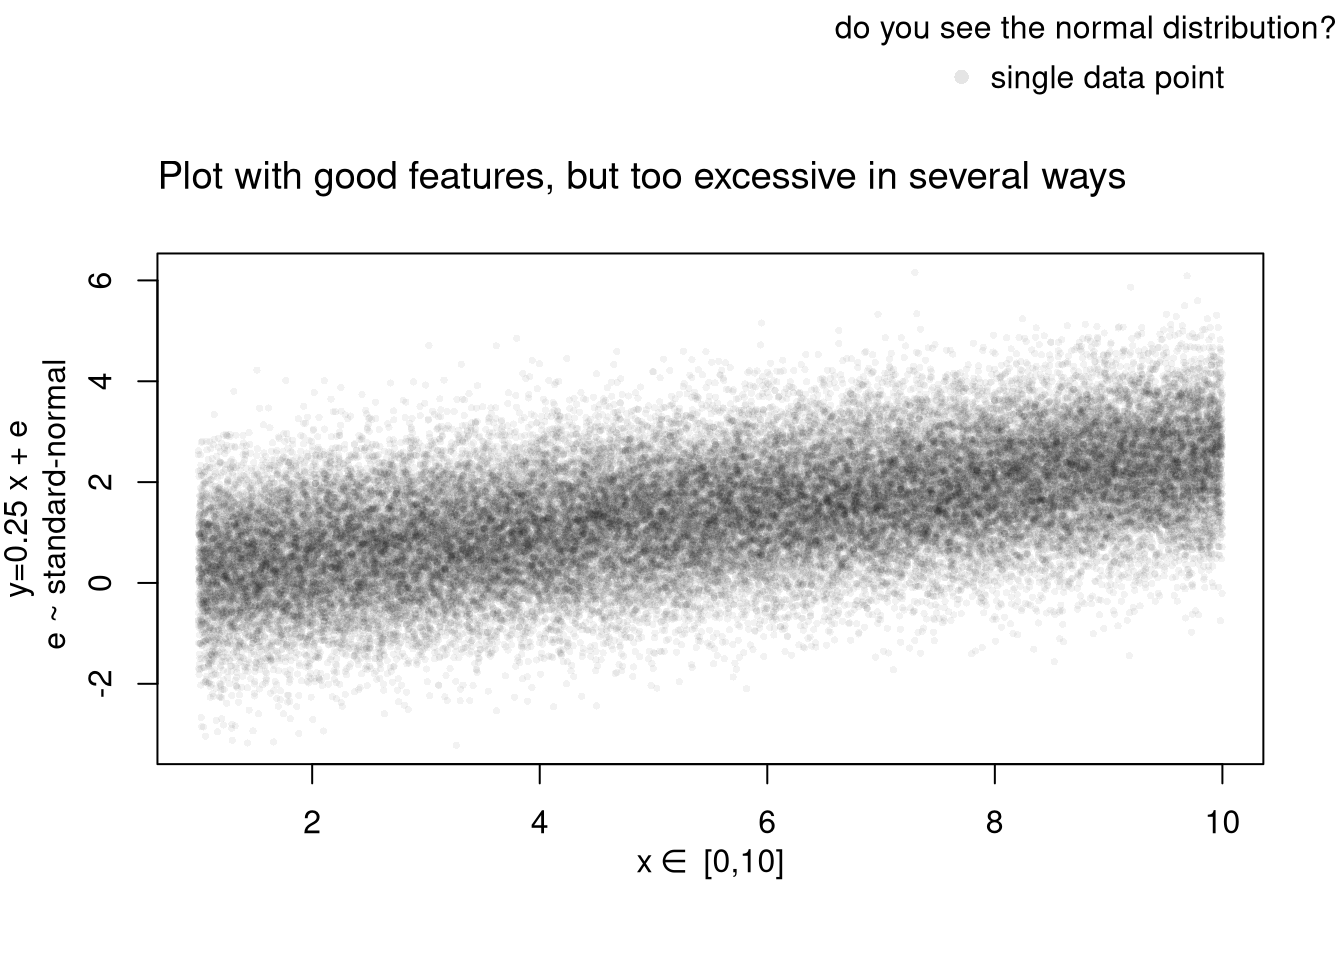 do you see the normal distribution?
single data point
Plot with good features, but too excessive in several ways
y=0.25 x + e
e ~ standard-normal
6
4
2
0
-2
2
4
6
8
10
x ∈ [0,10]